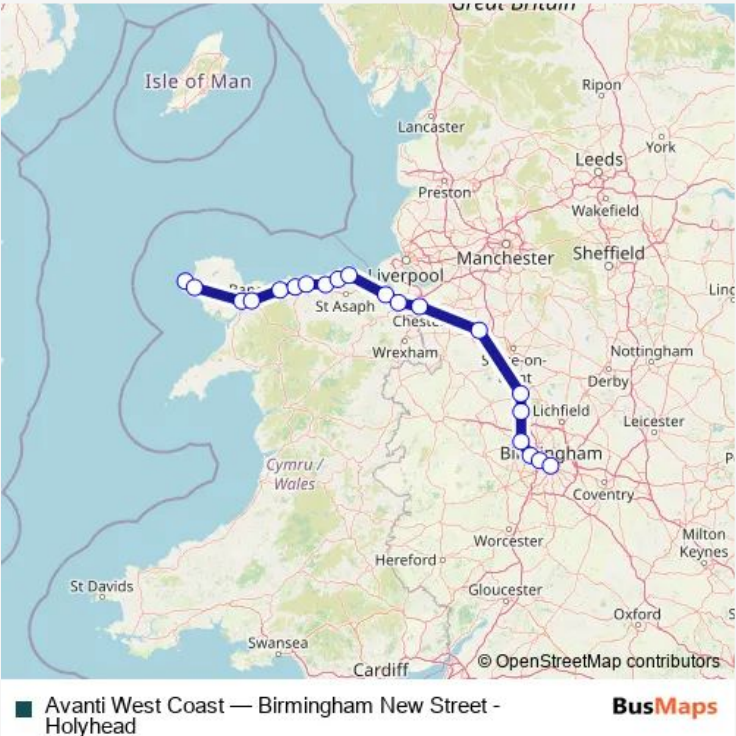 Great Britain
Isle of Man
Ripon
Lancaster
York
Leeds
Preston
Wakefield
Manchester
Sheffield
Liverpool
St Asaph
Wrexham
Nottingham
Derby
Lichfield
Leicester
Coventry
Cymru /
Wales
Milton
Keynes
Worcester
Hereford
St Davids
Gloucester
Oxford
Swansea
Cardiff
© OpenStreetMap contributors
Avanti West Coast — Birmingham New Street -
Holyhead
BusMaps